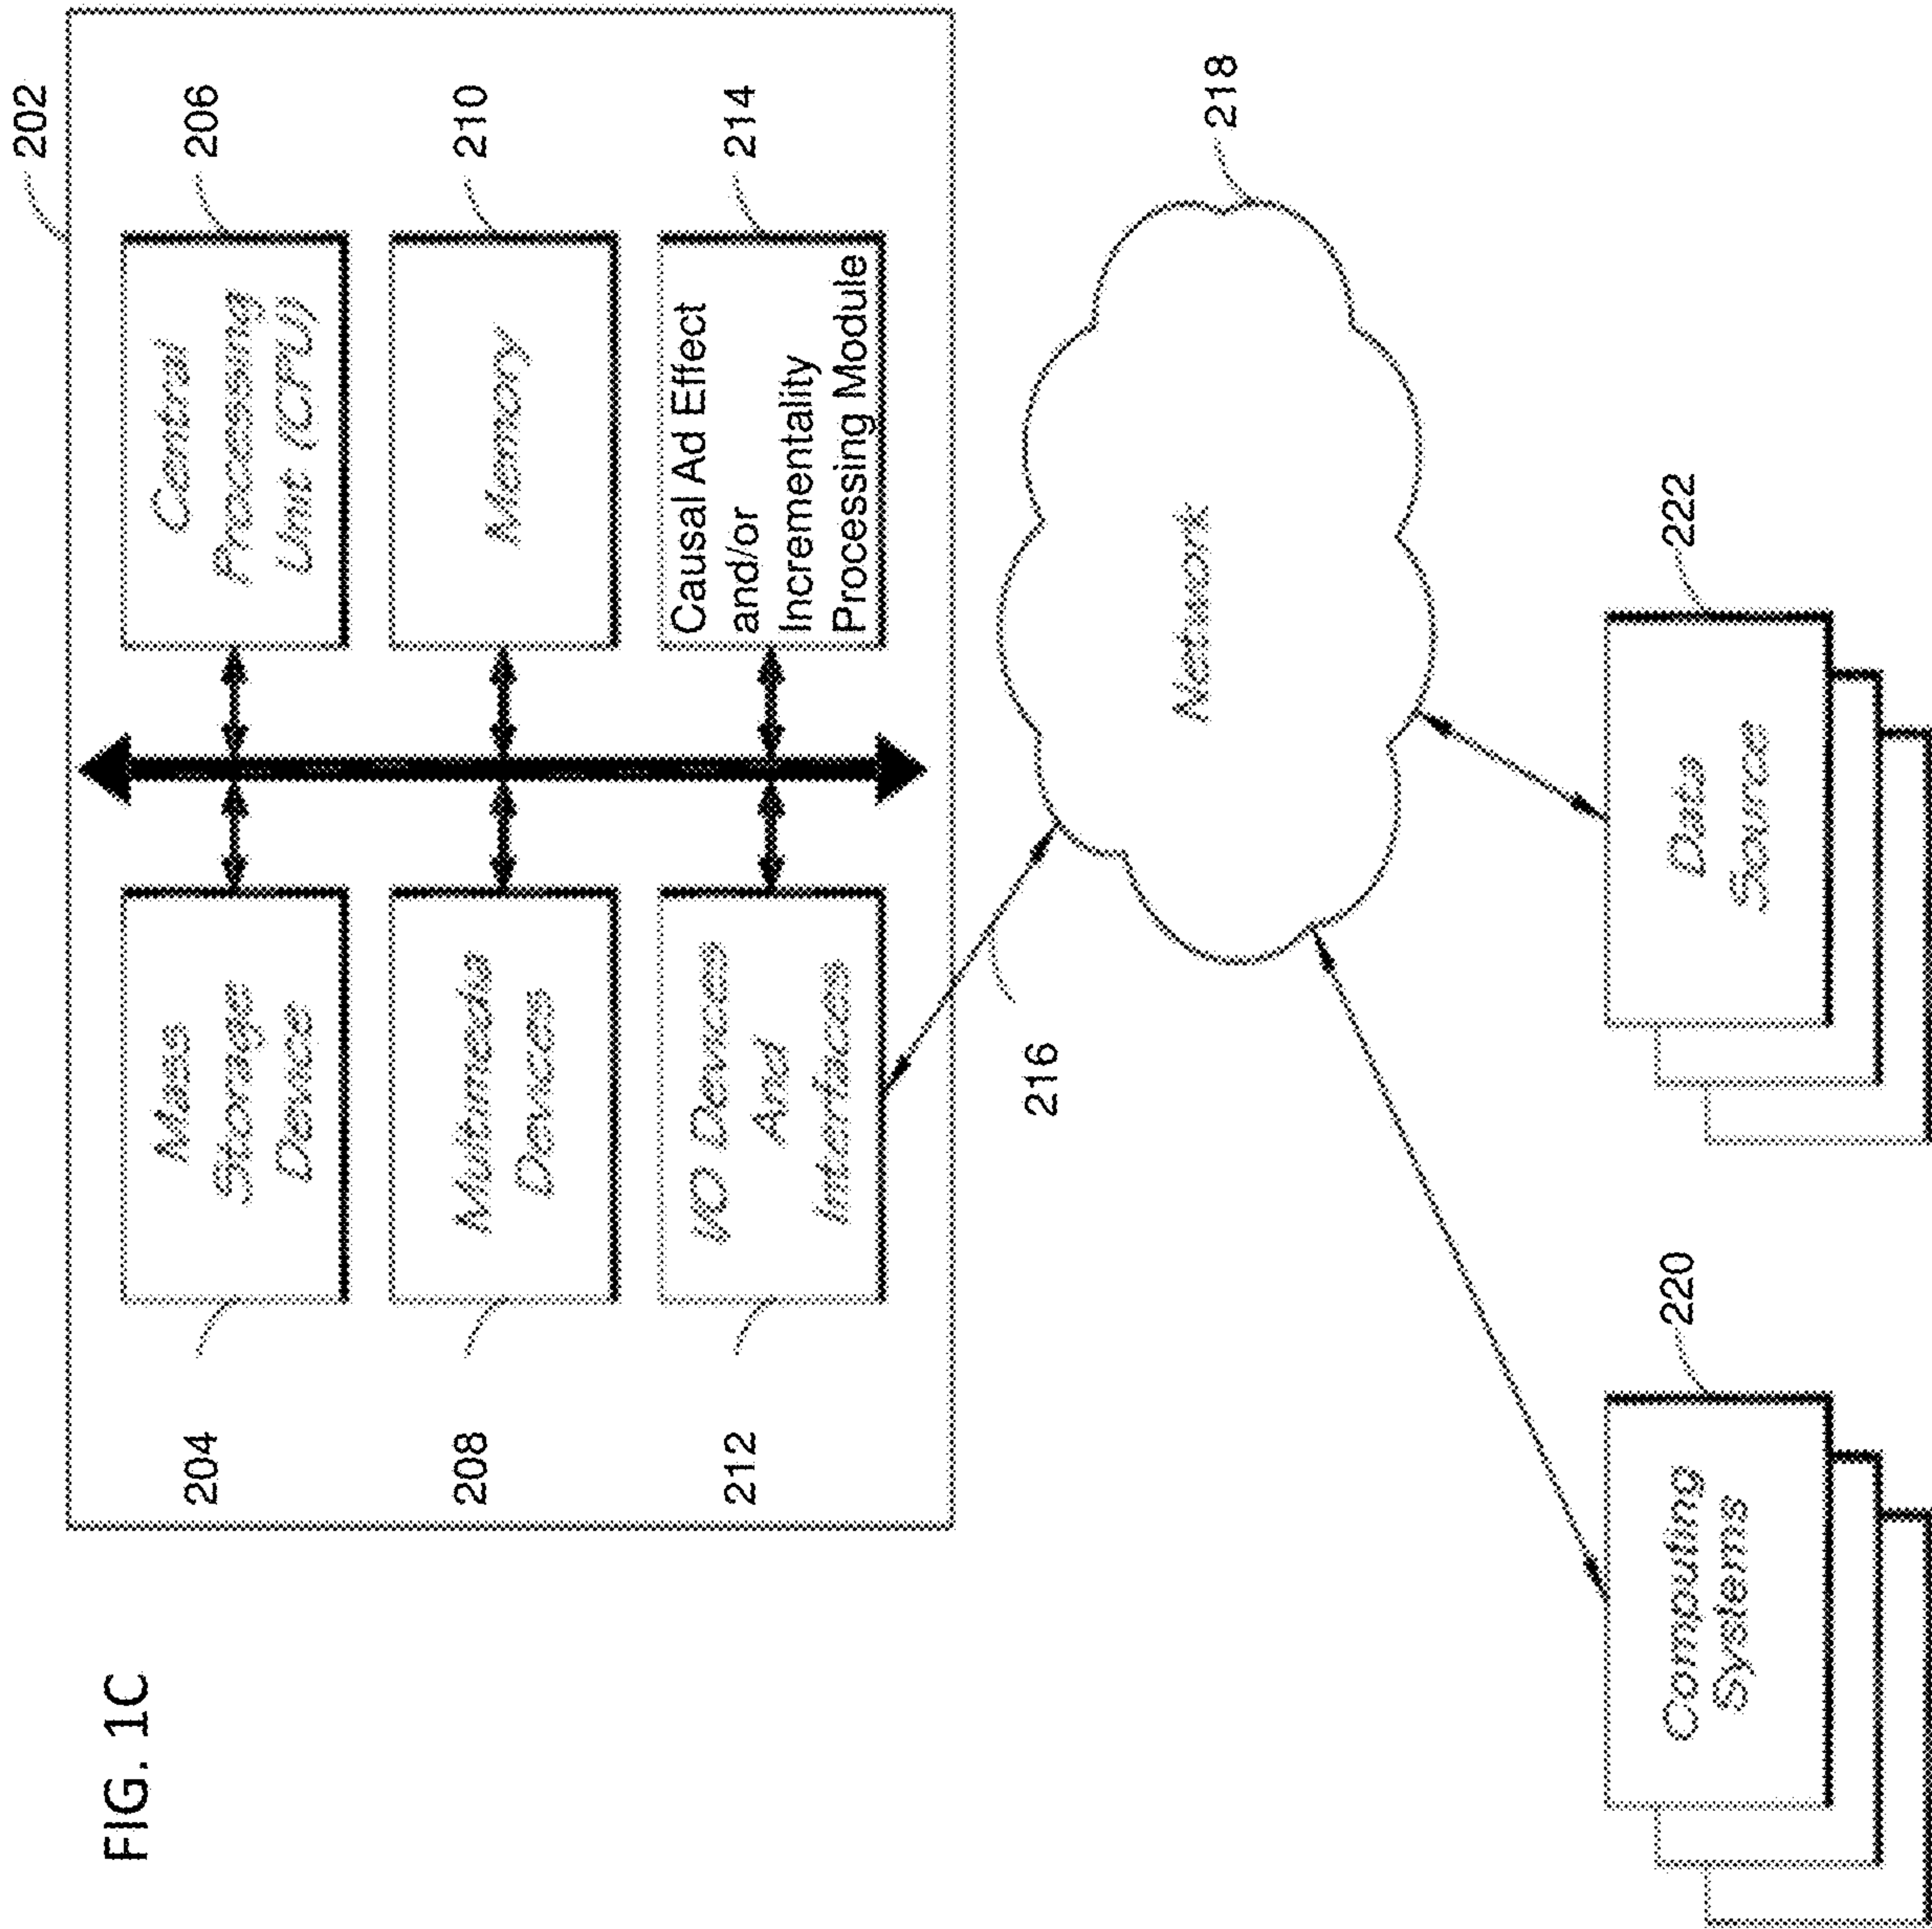 FIG. 1C
202
204
Mass
Storage
Device
Central
Processing
Unit (CPU)
206
208
Multimedia
Devices
Memory
210
212
I/O Devices
And
Interfaces
Causal Ad Effect
and/or
Incrementality
Processing Module
214
216
Network
218
220
Computing
Systems
222
Data
Sources